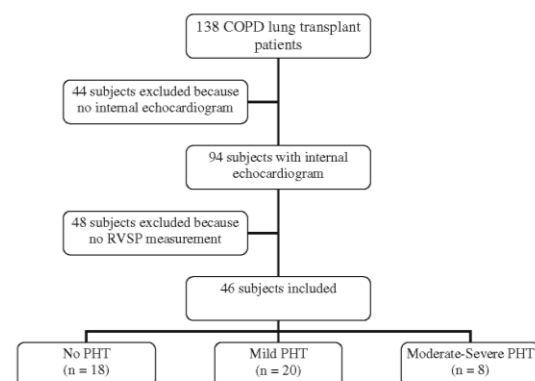 138 COPD lung transplant
patients
44 subjects excluded because
no internal echocardiogram
94 subjects with internal
echocardiogram
48 subjects excluded because
no RVSP measurement
46 subjects included
No PHT
(n = 18)
Mild PHT
(n = 20)
Moderate-Severe PHT
(n = 8)